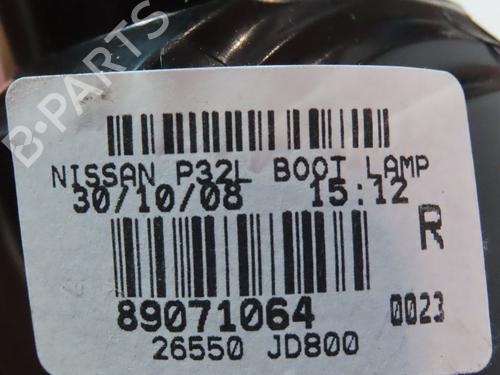 B-PARTS
NISSAN P32L BOOT LAMP
30/10/08 15:12
R
89071064 0023
26550 JD800